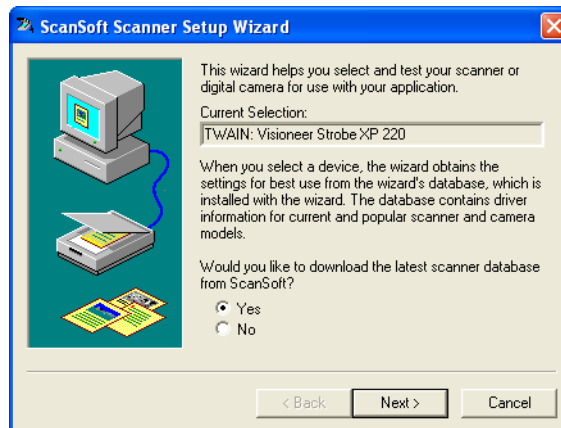 ScanSoft Scanner Setup Wizard
This wizard helps you select and test your scanner or
digital camera for use with your application.
Current Selection:
TWAIN: Visioneer Strobe XP 220
When you select a device, the wizard obtains the
settings for best use from the wizard's database, which is
installed with the wizard. The database contains driver
information for current and popular scanner and camera
models.
Would you like to download the latest scanner database
from ScanSoft?
Yes
No
< Back
Next >
Cancel